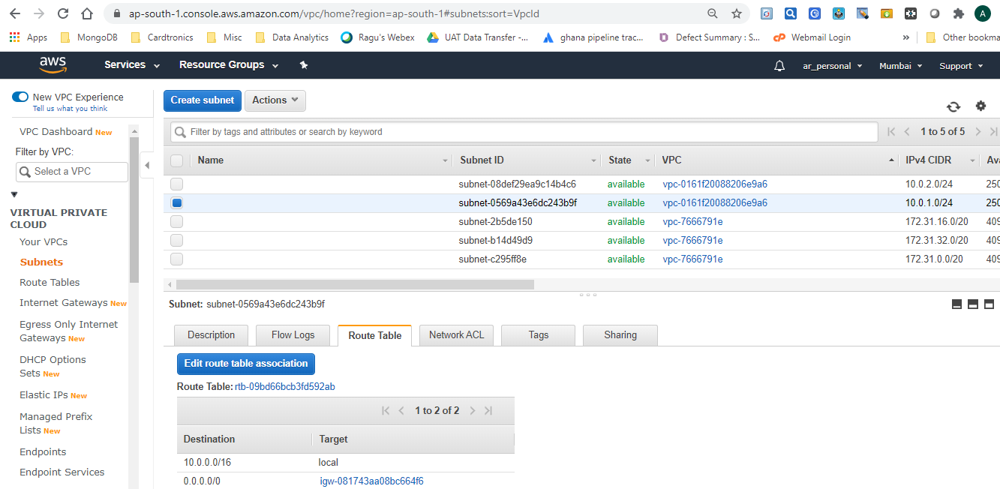 ap-south-1.console.aws.amazon.com/vpc/home?region=ap-south-1#subnets:sort=VpcId
A
Apps MongoDB Cardtronics Misc Data Analytics Ragu's Webex UAT Data Transfer -... ghana pipeline trac... Defect Summary : S... Webmail Login » Other bookma
aws Services Resource Groups ar_personal Mumbai Support
New VPC Experience
Tell us what you think
VPC Dashboard New
Filter by VPC:
Select a VPC
VIRTUAL PRIVATE
CLOUD
Your VPCs
Subnets
Route Tables
Internet Gateways New
Egress Only Internet
Gateways New
DHCP Options
Sets New
Elastic IPs New
Managed Prefix
Lists New
Endpoints
Endpoint Services
Create subnet Actions
Filter by tags and attributes or search by keyword 1 to 5 of 5
Name Subnet ID State VPC IPv4 CIDR Ava
subnet-08def29ea9c14b4c6 available vpc-0161f20088206e9a6 10.0.2.0/24 250
subnet-0569a43e6dc243b9f available vpc-0161f20088206e9a6 10.0.1.0/24 250
subnet-2b5de150 available vpc-7666791e 172.31.16.0/20 409
subnet-b14d49d9 available vpc-7666791e 172.31.32.0/20 409
subnet-c295ff8e available vpc-7666791e 172.31.0.0/20 409
Subnet: subnet-0569a43e6dc243b9f
Description Flow Logs Route Table Network ACL Tags Sharing
Edit route table association
Route Table: rtb-09bd66bcb3fd592ab
1 to 2 of 2
Destination Target
10.0.0.0/16 local
0.0.0.0/0 igw-081743aa08bc664f6